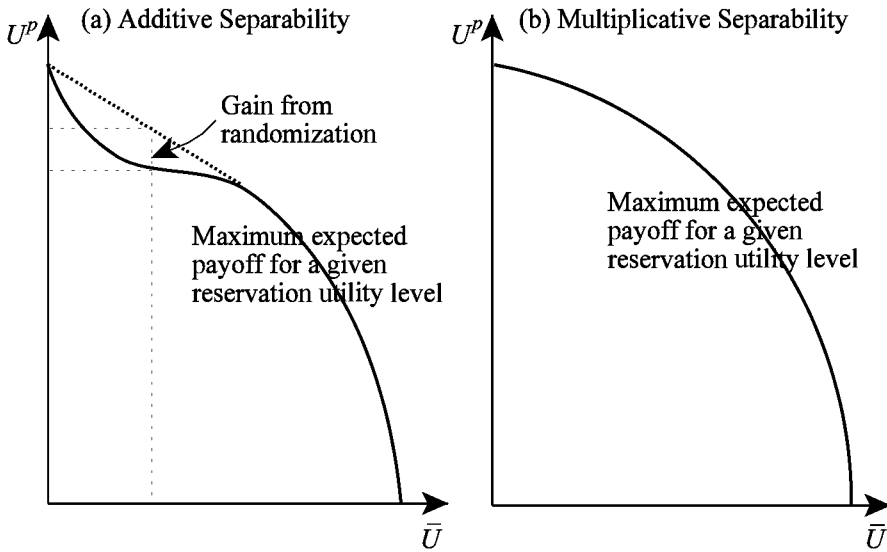 (a) Additive Separability
U^p
Gain from
randomization
Maximum expected
payoff for a given
reservation utility level
Ū
(b) Multiplicative Separability
U^p
Maximum expected
payoff for a given
reservation utility level
Ū